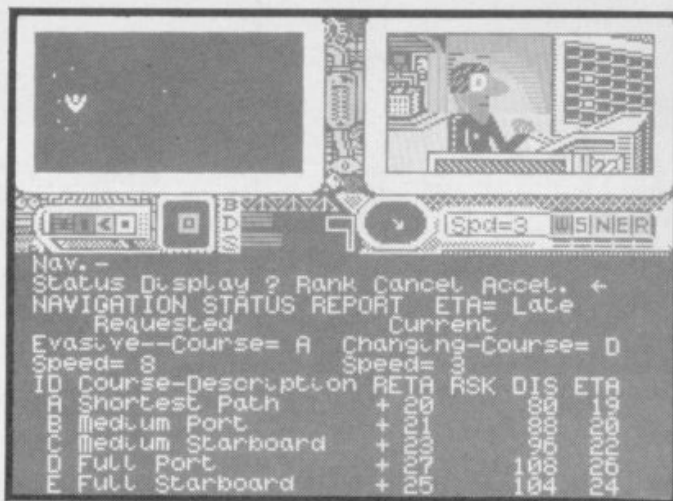 22
B
D
S
Spd=3 W S N E R
Nav.-
Status Display ? Rank Cancel Accel. ←
NAVIGATION STATUS REPORT ETA= Late
Requested Current
Evasive--Course= A Changing-Course= D
Speed= 8 Speed= 3
ID Course-Description RETA RSK DIS ETA
A Shortest Path + 20 80 19
B Medium Port + 21 88 20
C Medium Starboard + 23 96 22
D Full Port + 27 108 26
E Full Starboard + 25 104 24